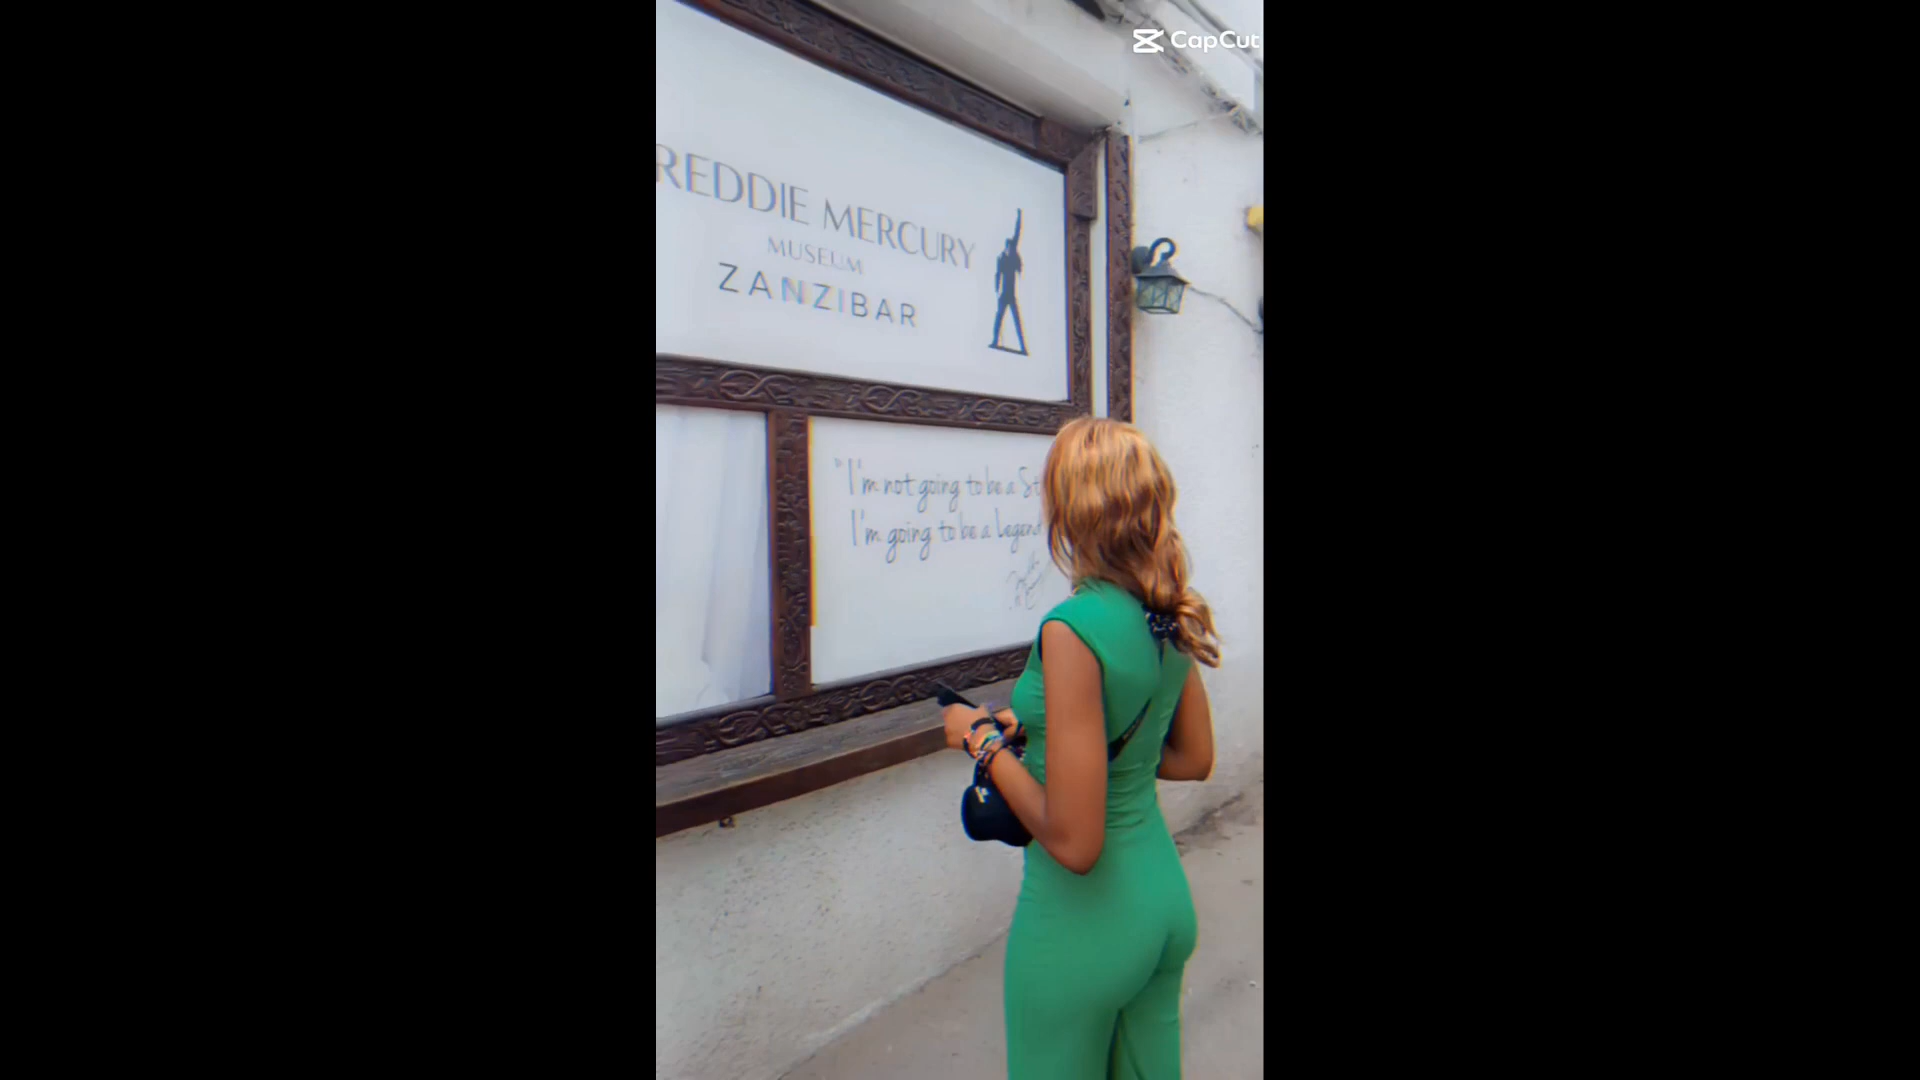 CapCut
REDDIE MERCURY
MUSEUM
ZANZIBAR
"I'm not going to be a St
I'm going to be a Legend